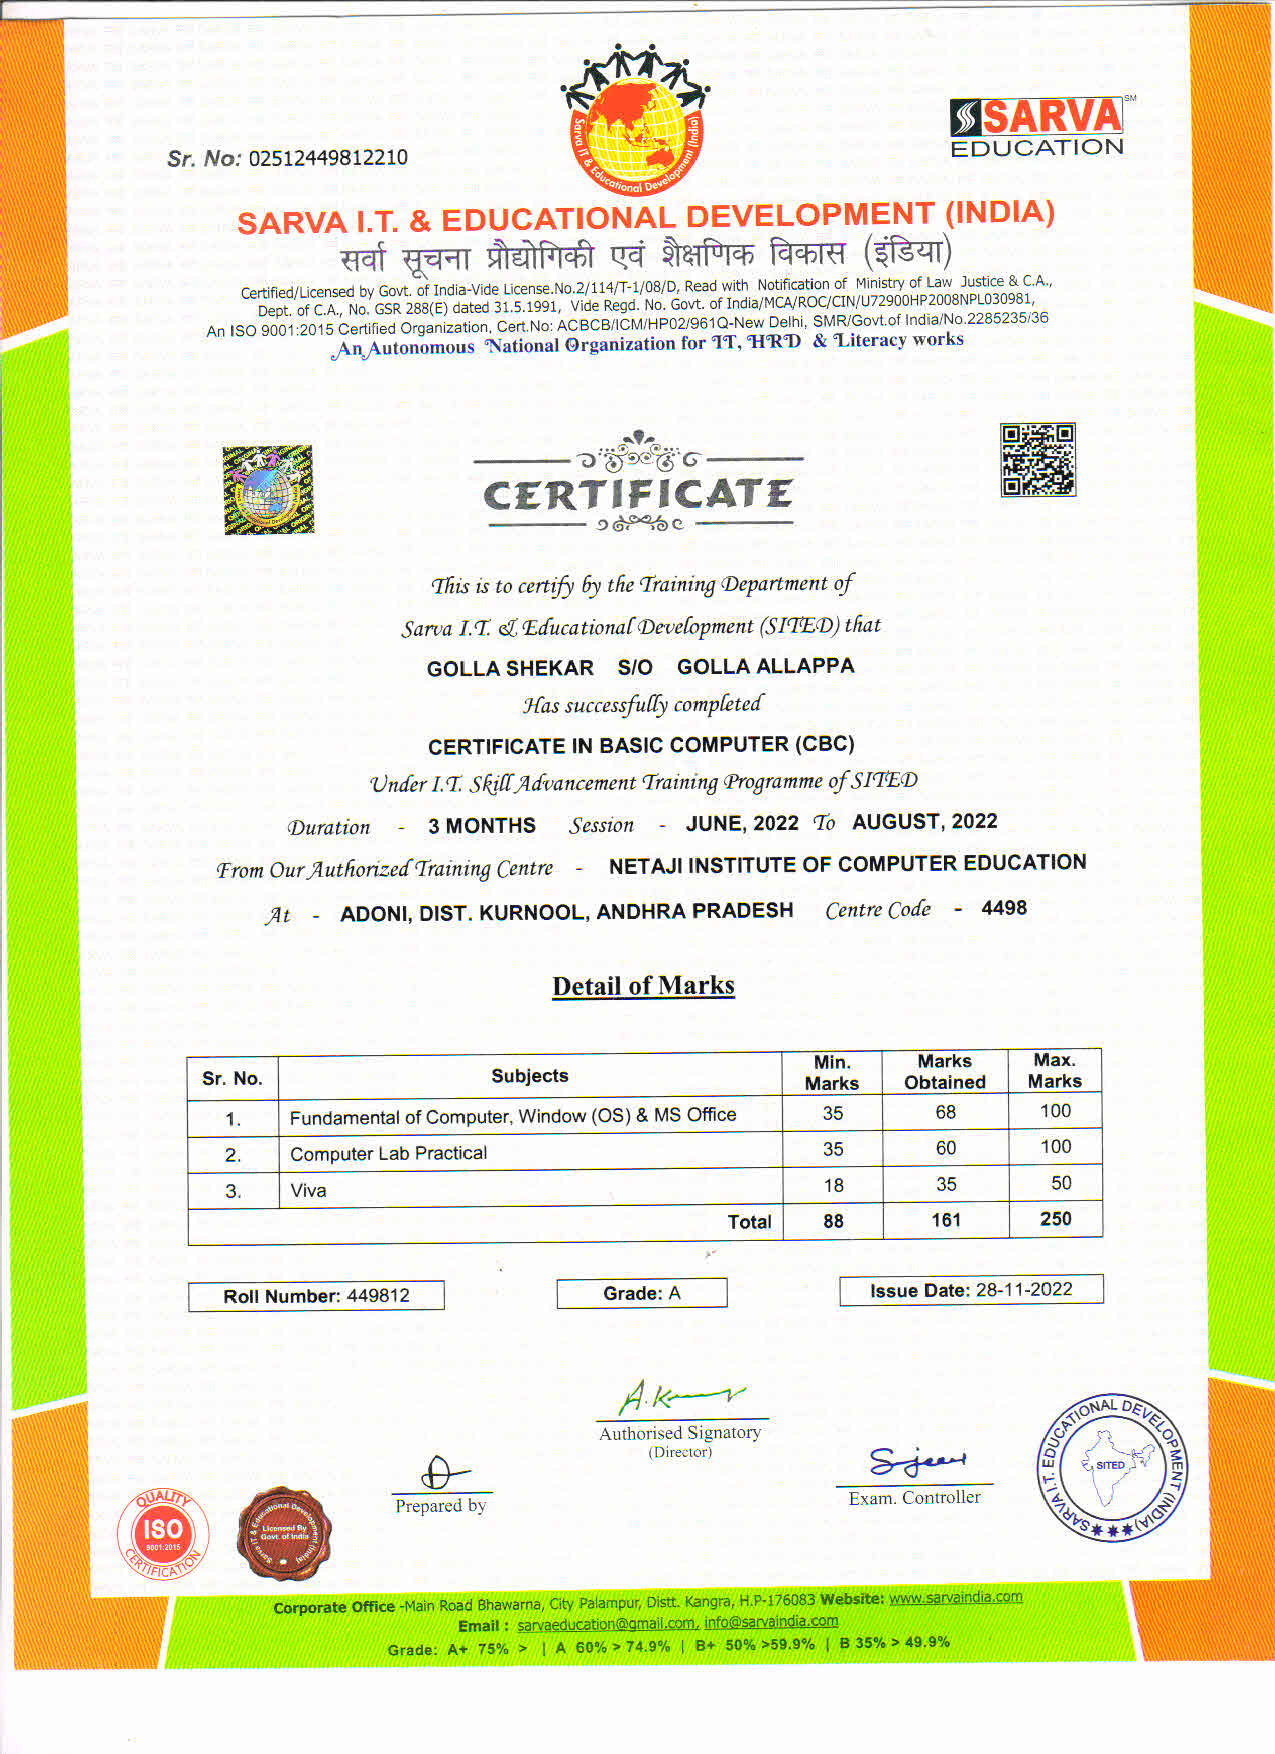 Sr. No: 02512449812210
Sarva IT & Educational Development (India)
SARVA SM
EDUCATION
SARVA I.T. & EDUCATIONAL DEVELOPMENT (INDIA)
सर्वा सूचना प्रौद्योगिकी एवं शैक्षणिक विकास (इंडिया)
Certified/Licensed by Govt. of India-Vide License.No.2/114/T-1/08/D, Read with Notification of Ministry of Law Justice & C.A.,
Dept. of C.A., No. GSR 288(E) dated 31.5.1991, Vide Regd. No. Govt. of India/MCA/ROC/CIN/U72900HP2008NPL030981,
An ISO 9001:2015 Certified Organization, Cert.No: ACBCB/ICM/HP02/961Q-New Delhi, SMR/Govt.of India/No.2285235/36
An Autonomous National Organization for IT, HRD & Literacy works
CERTIFICATE
This is to certify by the Training Department of
Sarva I.T. & Educational Development (SITED) that
GOLLA SHEKAR S/O GOLLA ALLAPPA
Has successfully completed
CERTIFICATE IN BASIC COMPUTER (CBC)
Under I.T. Skill Advancement Training Programme of SITED
Duration - 3 MONTHS Session - JUNE, 2022 To AUGUST, 2022
From Our Authorized Training Centre - NETAJI INSTITUTE OF COMPUTER EDUCATION
At - ADONI, DIST. KURNOOL, ANDHRA PRADESH Centre Code - 4498
Detail of Marks
Sr. No. Subjects Min. Marks Marks Obtained Max. Marks
1. Fundamental of Computer, Window (OS) & MS Office 35 68 100
2. Computer Lab Practical 35 60 100
3. Viva 18 35 50
Total 88 161 250
Roll Number: 449812 Grade: A Issue Date: 28-11-2022
Authorised Signatory
(Director)
Prepared by
Exam. Controller
QUALITY
ISO
9001:2015
CERTIFICATION
Sarva IT & Educational Development (India)
Licensed By
Govt. of India
SARVA I.T. EDUCATIONAL DEVELOPMENT (INDIA)
SITED
Corporate Office -Main Road Bhawarna, City Palampur, Distt. Kangra, H.P-176083 Website: www.sarvaindia.com
Email : sarvaeducation@gmail.com, info@sarvaindia.com
Grade: A+ 75% > | A 60% > 74.9% | B+ 50% >59.9% | B 35% > 49.9%